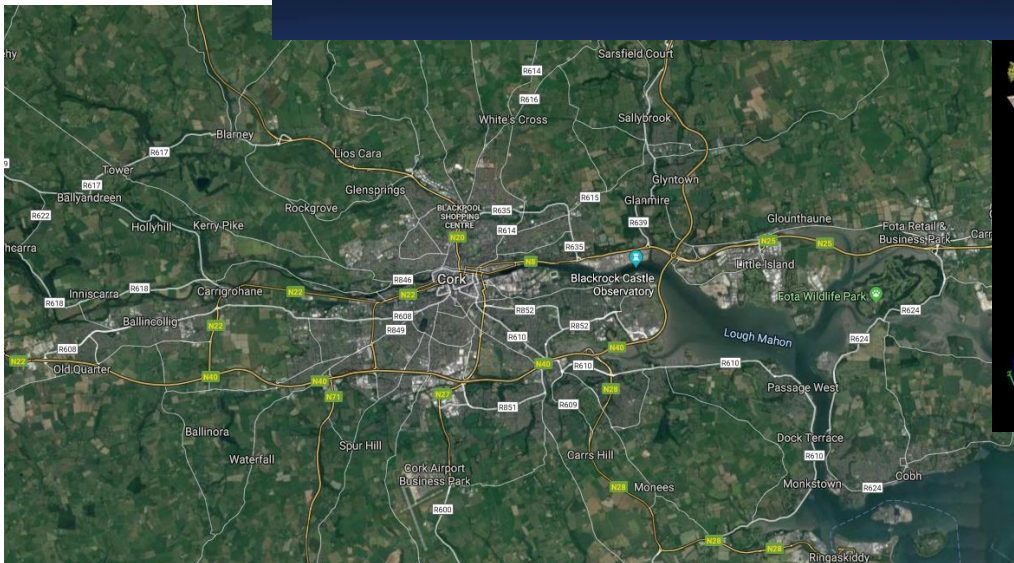 Sarsfield Court
R614
R616
White's Cross
Sallybrook
Blarney
R617
Lios Cara
Tower
R617
Glyntown
Ballyandreen
Glensprings
R615
Glanmire
R622
Rockgrove
BLACKPOOL
SHOPPING
CENTRE
R635
R639
Glounthaune
Hollyhill
Kerry Pike
R614
Fota Retail &
Business Park
N20
R635
N25
N25
N8
Little Island
Cork
R846
Blackrock Castle
Observatory
Inniscarra
R618
Carrigrohane
N22
N22
Fota Wildlife Park
R618
R608
R852
R624
Ballincollig
N22
R849
R852
R610
Lough Mahon
R624
R608
N40
N22
Old Quarter
N40
R610
R610
N40
N40
N28
Passage West
N71
N27
R851
R609
Ballinora
Spur Hill
Carrs Hill
Dock Terrace
Waterfall
R610
Cork Airport
Business Park
Cobh
N28
Monees
Monkstown
R624
R600
N28
N28
Ringaskiddy